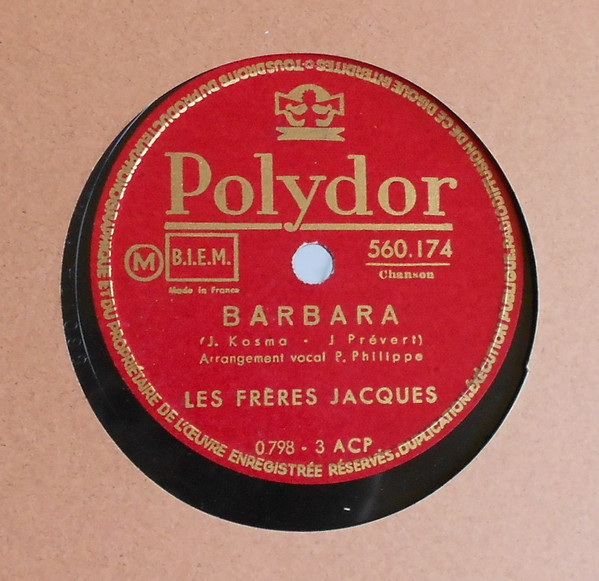 Polydor
M B.I.E.M.
560.174
Made in France
Chanson
BARBARA
(J. Kosma - J Prévert)
Arrangement vocal P. Philippe
LES FRÈRES JACQUES
0.798 - 3 ACP
TOUS DROITS DU PRODUCTEUR PHONOGRAPHIQUE ET DU PROPRIÉTAIRE DE L'ŒUVRE ENREGISTRÉE RÉSERVÉS. DUPLICATION, EXÉCUTION PUBLIQUE, RADIODIFFUSION DE CE DISQUE INTERDITES